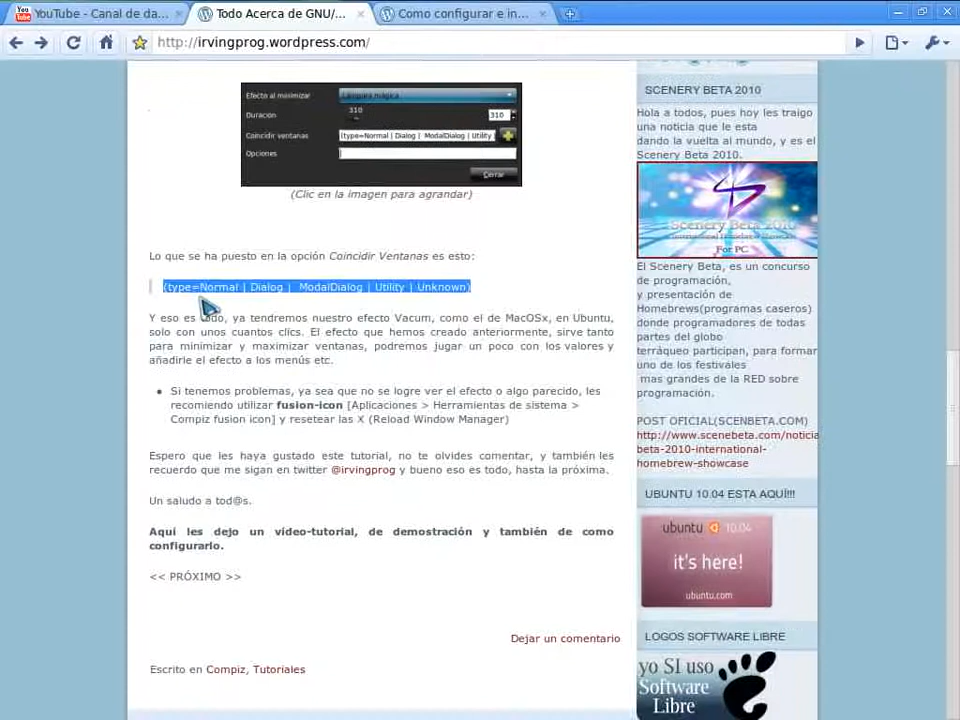 YouTube - Canal de da...
Todo Acerca de GNU/...
Como configurar e in...
http://irvingprog.wordpress.com/
Efecto al minimizar
Lámpara mágica
Duracion
310
310
Coincidir ventanas
(type=Normal | Dialog | ModalDialog | Utility
Opciones
Cerrar
(Clic en la imagen para agrandar)
Lo que se ha puesto en la opción Coincidir Ventanas es esto:
(type=Normal | Dialog | ModalDialog | Utility | Unknown)
Y eso es todo, ya tendremos nuestro efecto Vacum, como el de MacOSx, en Ubuntu,
solo con unos cuantos clics. El efecto que hemos creado anteriormente, sirve tanto
para minimizar y maximizar ventanas, podremos jugar un poco con los valores y
añadirle el efecto a los menús etc.
Si tenemos problemas, ya sea que no se logre ver el efecto o algo parecido, les
recomiendo utilizar fusion-icon [Aplicaciones > Herramientas de sistema >
Compiz fusion icon] y resetear las X (Reload Window Manager)
Espero que les haya gustado este tutorial, no te olvides comentar, y también les
recuerdo que me sigan en twitter @irvingprog y bueno eso es todo, hasta la próxima.
Un saludo a tod@s.
Aquí les dejo un vídeo-tutorial, de demostración y también de como
configurarlo.
<< PRÓXIMO >>
Dejar un comentario
Escrito en Compiz, Tutoriales
SCENERY BETA 2010
Hola a todos, pues hoy les traigo
una noticia que le esta
dando la vuelta al mundo, y es el
Scenery Beta 2010.
Scenery Beta 2010
For PC
El Scenery Beta, es un concurso
de programación,
y presentación de
Homebrews(programas caseros)
donde programadores de todas
partes del globo
terráqueo participan, para formar
uno de los festivales
mas grandes de la RED sobre
programación.
POST OFICIAL(SCENBETA.COM)
http://www.scenebeta.com/noticia
beta-2010-international-
homebrew-showcase
UBUNTU 10.04 ESTA AQUÍ!!!
ubuntu 10.04
it's here!
ubuntu.com
LOGOS SOFTWARE LIBRE
yo SI uso
Software
Libre